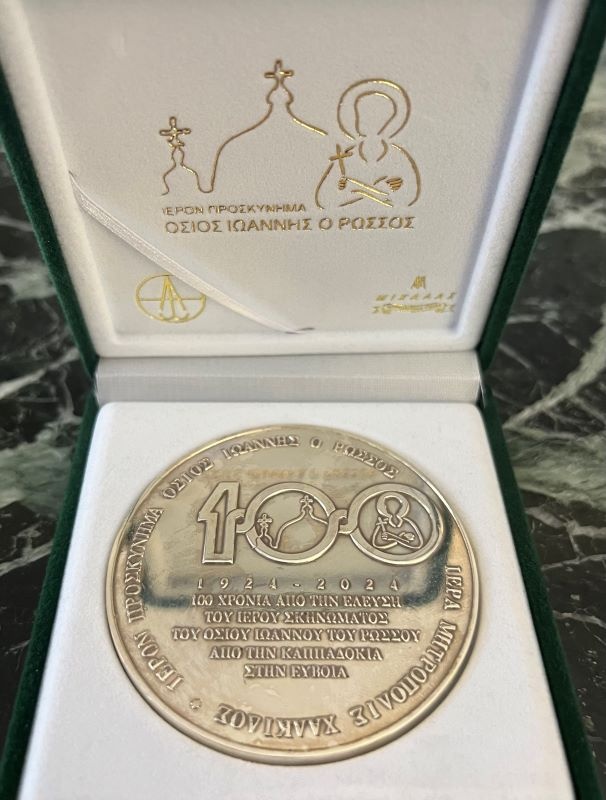 ΙΕΡΟΝ ΠΡΟΣΚΥΝΗΜΑ
ΟΣΙΟΣ ΙΩΑΝΝΗΣ Ο ΡΩΣΣΟΣ
ΙΕΡΟΝ ΠΡΟΣΚΥΝΗΜΑ ΟΣΙΟΣ ΙΩΑΝΝΗΣ Ο ΡΩΣΣΟΣ
ΙΕΡΑ ΜΗΤΡΟΠΟΛΙΣ ΧΑΛΚΙΔΟΣ
100
1924 - 2024
100 ΧΡΟΝΙΑ ΑΠΟ ΤΗΝ ΕΛΕΥΣΗ
ΤΟΥ ΙΕΡΟΥ ΣΚΗΝΩΜΑΤΟΣ
ΤΟΥ ΟΣΙΟΥ ΙΩΑΝΝΟΥ ΤΟΥ ΡΩΣΣΟΥ
ΑΠΟ ΤΗΝ ΚΑΠΠΑΔΟΚΙΑ
ΣΤΗΝ ΕΥΒΟΙΑ